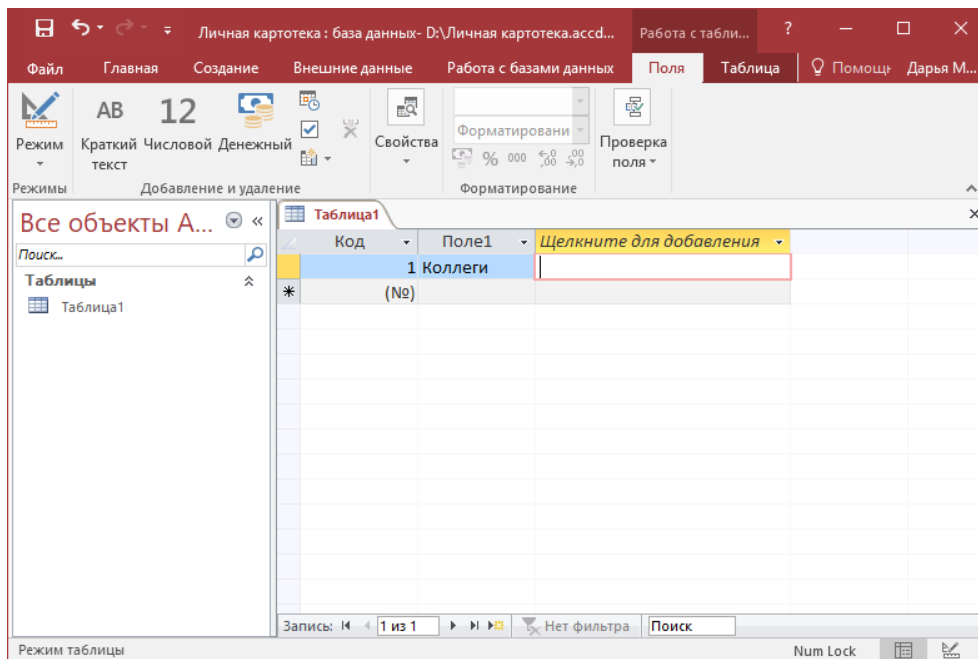 Личная картотека : база данных- D:\Личная картотека.accd... Работа с табли... ?
Файл Главная Создание Внешние данные Работа с базами данных Поля Таблица Помощн Дарья М...
AB 12 Форматировани
Режим Краткий текст Числовой Денежный Свойства % 000 ,00 ,0 Проверка поля
Режимы Добавление и удаление Форматирование
Все объекты A... «
Таблица1
Код Поле1 Щелкните для добавления
Поиск...
1 Коллеги
Таблицы
(№)
Таблица1
Запись: 1 из 1 Нет фильтра Поиск
Режим таблицы Num Lock